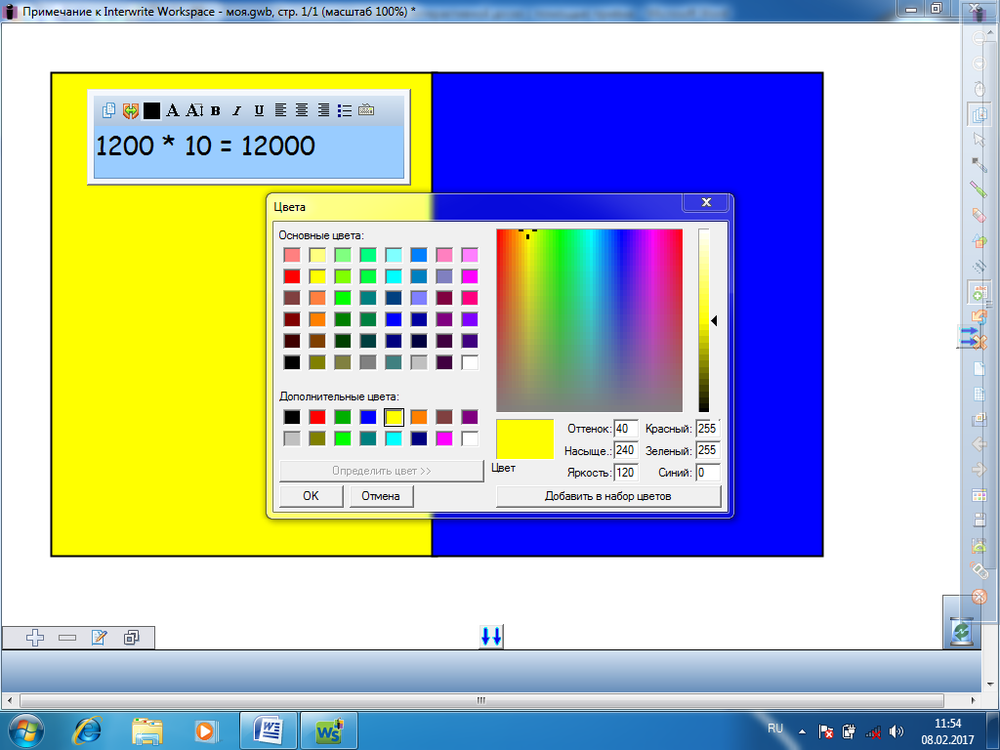 Примечание к Interwrite Workspace - моя.gwb, стр. 1/1 (масштаб 100%) *
1200 * 10 = 12000
Цвета
Основные цвета:
Дополнительные цвета:
Определить цвет >>
OK
Отмена
Цвет
Оттенок: 40
Красный: 255
Насыще.: 240
Зеленый: 255
Яркость: 120
Синий: 0
Добавить в набор цветов
RU
11:54
08.02.2017